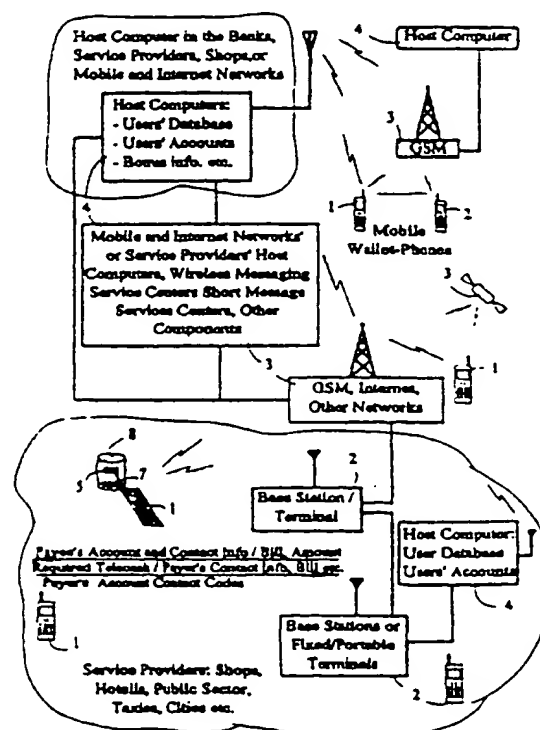 Host Computer in the Banks,
Service Providers, Shops,or
Mobile and Internet Networks
Host Computers:
- Users' Database
- Users' Accounts
- Bonus Info. etc.
4
4
Host Computer
3
GSM
1
2
Mobile
Wallet-Phones
Mobile and Internet Networks'
or Service Providers' Host
Computers, Wireless Messaging
Service Centers Short Message
Services Centers, Other
Components
3
3
1
GSM, Internet,
Other Networks
8
5
7
1
2
Base Station /
Terminal
Host Computer:
User Database
Users' Accounts
4
Payer's Account and Contact Info / Bill, Amount
Required Telecash / Payer's Contact Info, Bill etc.
Payer's Account Contact Codes
1
Base Stations or
Fixed/Portable
Terminals
2
Service Providers: Shops,
Hotells, Public Sector,
Taxies, Cities etc.